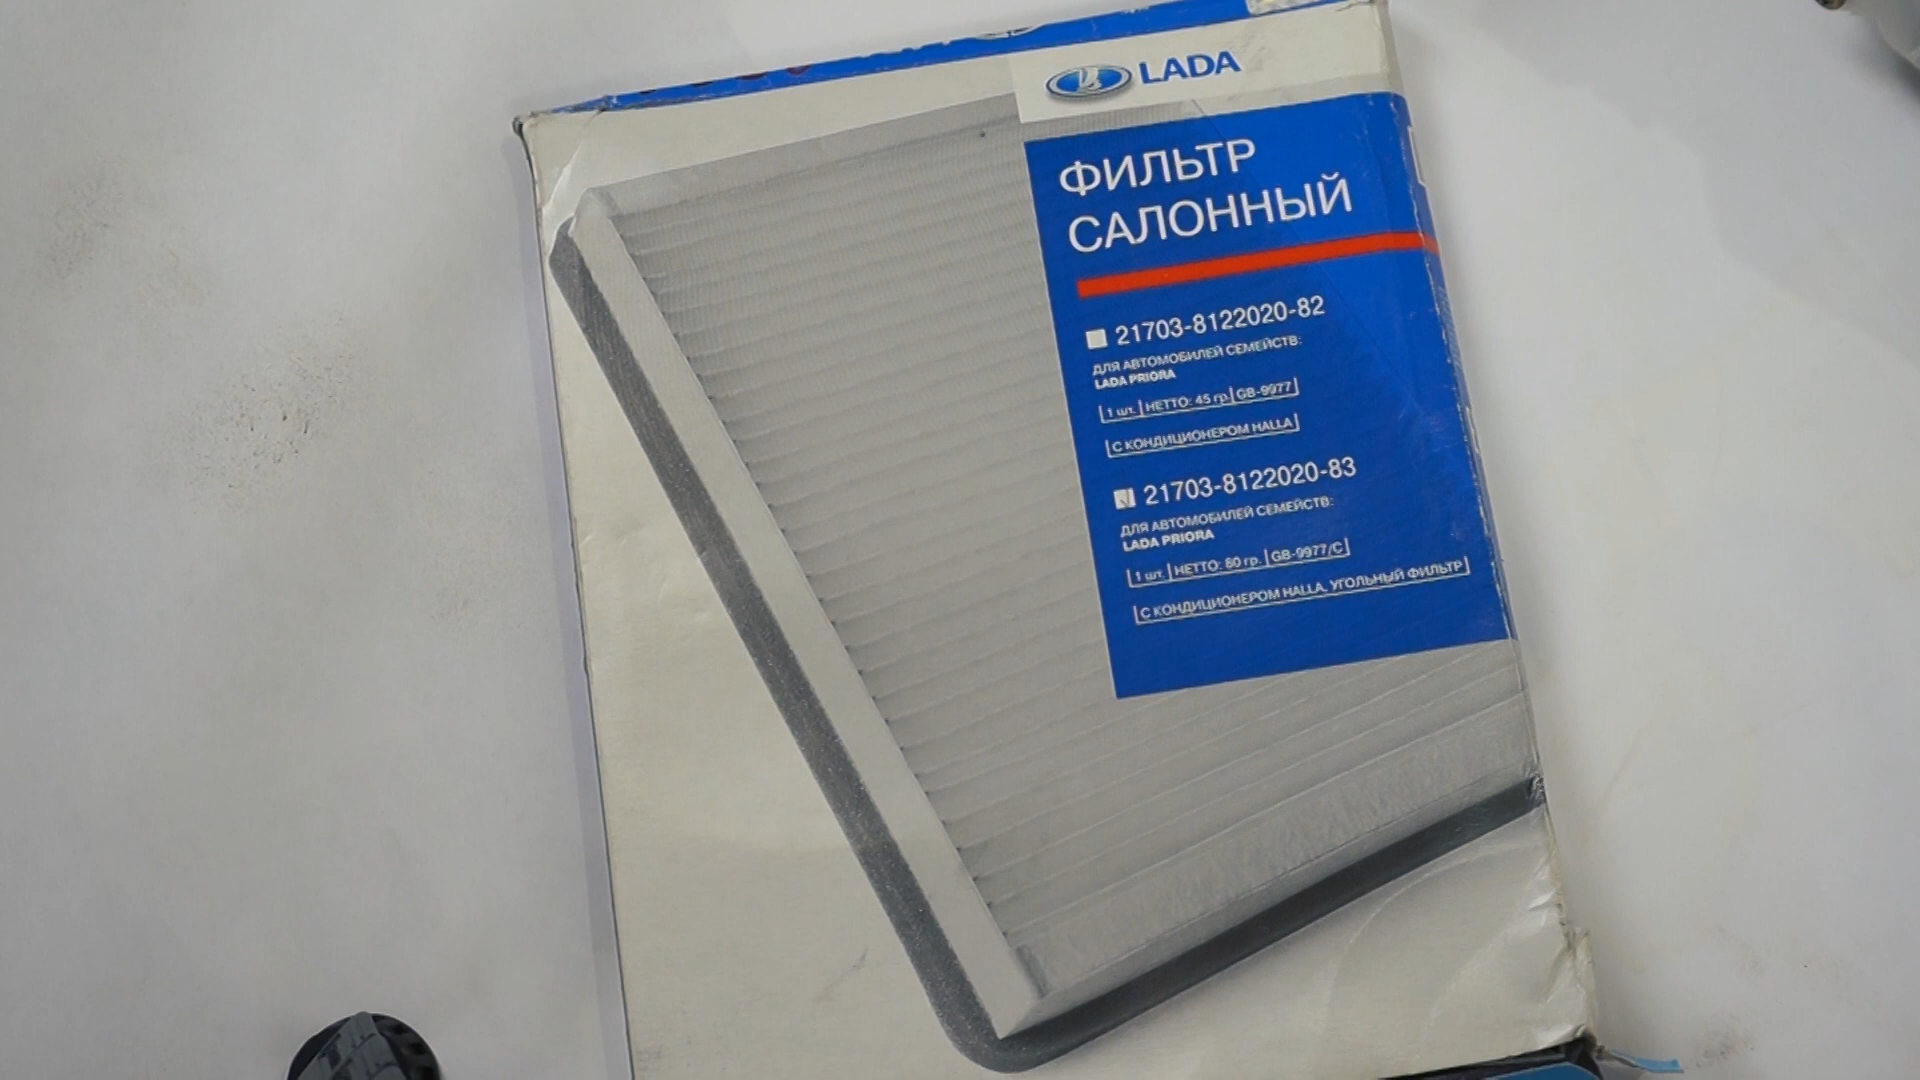 LADA
ФИЛЬТР
САЛОННЫЙ
21703-8122020-82
ДЛЯ АВТОМОБИЛЕЙ СЕМЕЙСТВ:
LADA PRIORA
1 шт. НЕТТО: 45 гр. GB-9977
С КОНДИЦИОНЕРОМ HALLA
21703-8122020-83
ДЛЯ АВТОМОБИЛЕЙ СЕМЕЙСТВ:
LADA PRIORA
1 шт. НЕТТО: 80 гр. GB-9977/C
С КОНДИЦИОНЕРОМ HALLA, УГОЛЬНЫЙ ФИЛЬТР